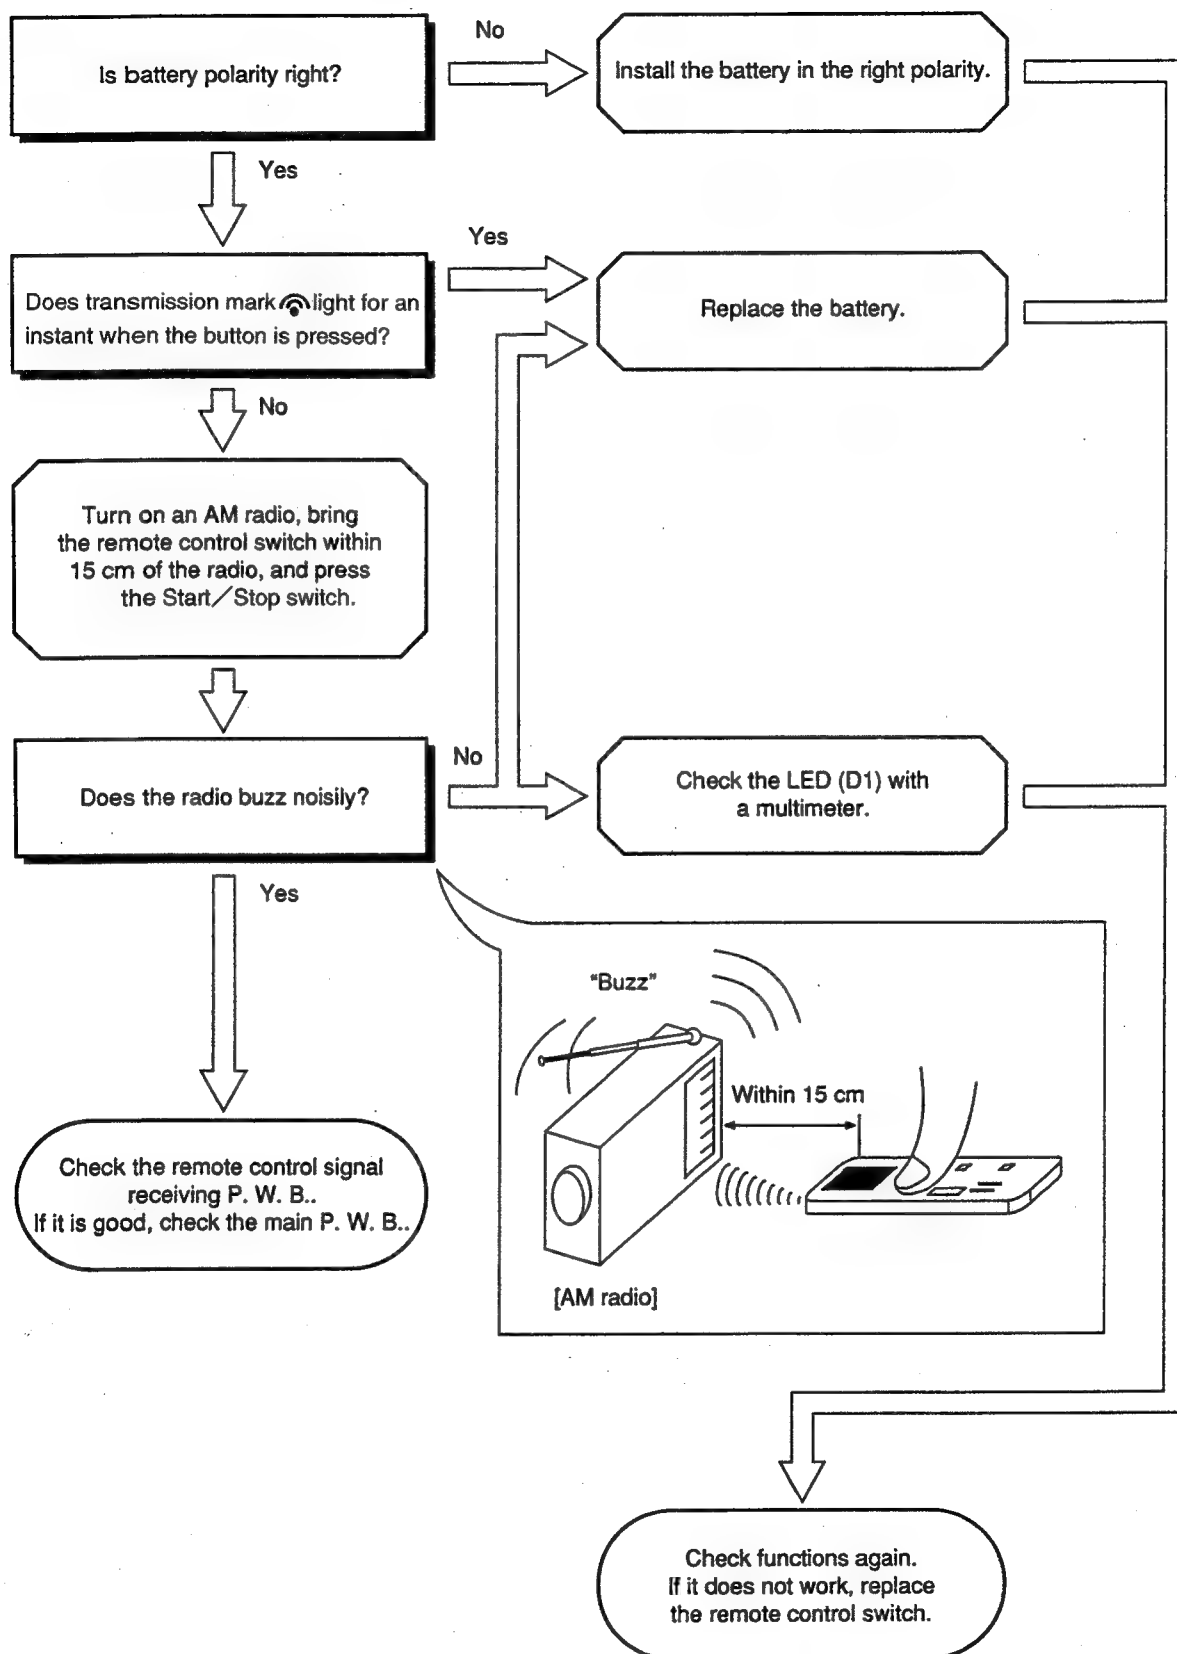 Is battery polarity right?
No
Install the battery in the right polarity.
Yes
Does transmission mark light for an
instant when the button is pressed?
Yes
Replace the battery.
No
Turn on an AM radio, bring
the remote control switch within
15 cm of the radio, and press
the Start／Stop switch.
Does the radio buzz noisily?
No
Check the LED (D1) with
a multimeter.
Yes
"Buzz"
Within 15 cm
[AM radio]
Check the remote control signal
receiving P. W. B..
If it is good, check the main P. W. B..
Check functions again.
If it does not work, replace
the remote control switch.